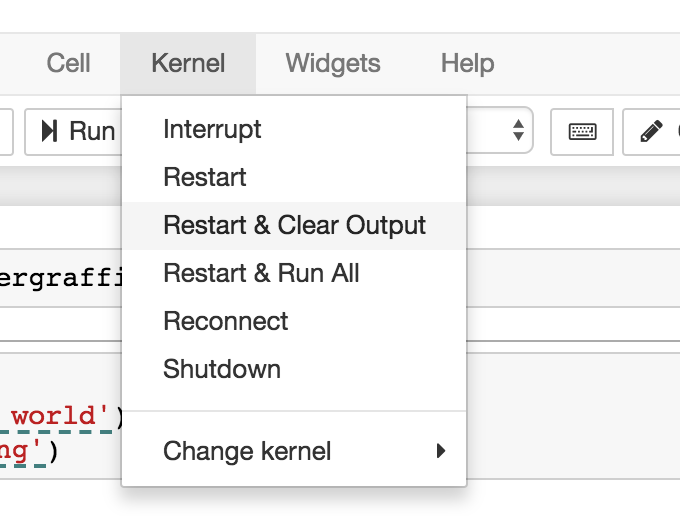 Cell Kernel Widgets Help
Run
Interrupt
Restart
Restart & Clear Output
ergraffi
Restart & Run All
Reconnect
Shutdown
world')
ng')
Change kernel